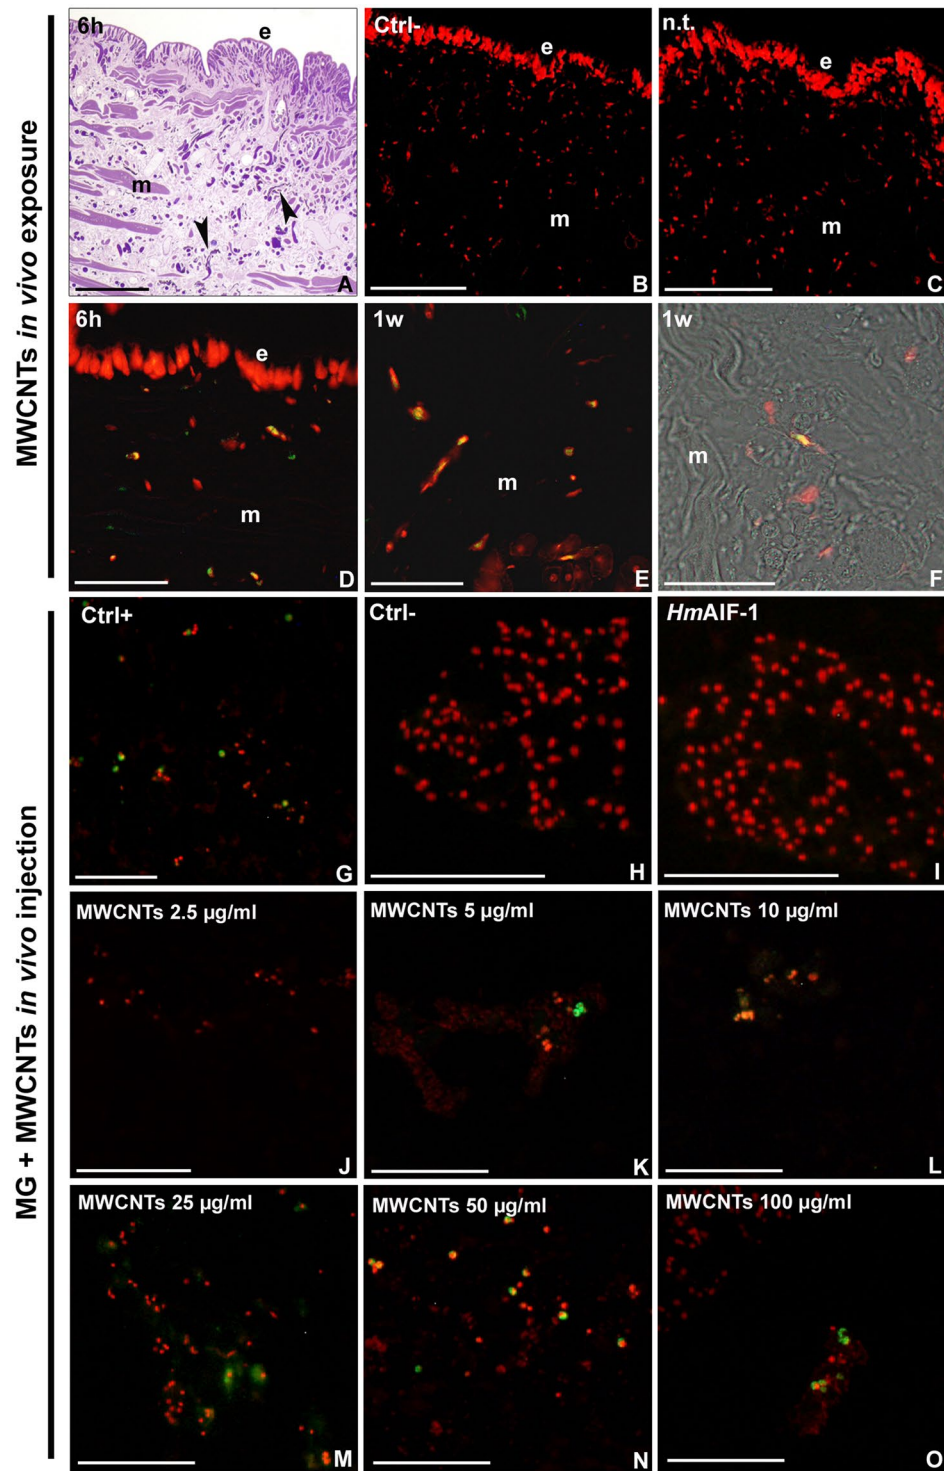 MWCNTs in vivo exposure
6h
e
m
A
Ctrl-
e
m
B
n.t.
e
m
C
6h
e
m
D
1w
m
E
1w
m
F
MG + MWCNTs in vivo injection
Ctrl+
G
Ctrl-
H
HmAIF-1
I
MWCNTs 2.5 µg/ml
J
MWCNTs 5 µg/ml
K
MWCNTs 10 µg/ml
L
MWCNTs 25 µg/ml
M
MWCNTs 50 µg/ml
N
MWCNTs 100 µg/ml
O